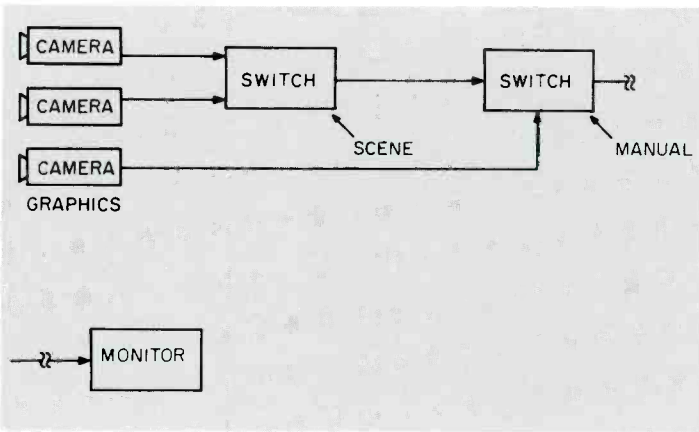 CAMERA
SWITCH
SWITCH
CAMERA
SCENE
MANUAL
CAMERA
GRAPHICS
MONITOR